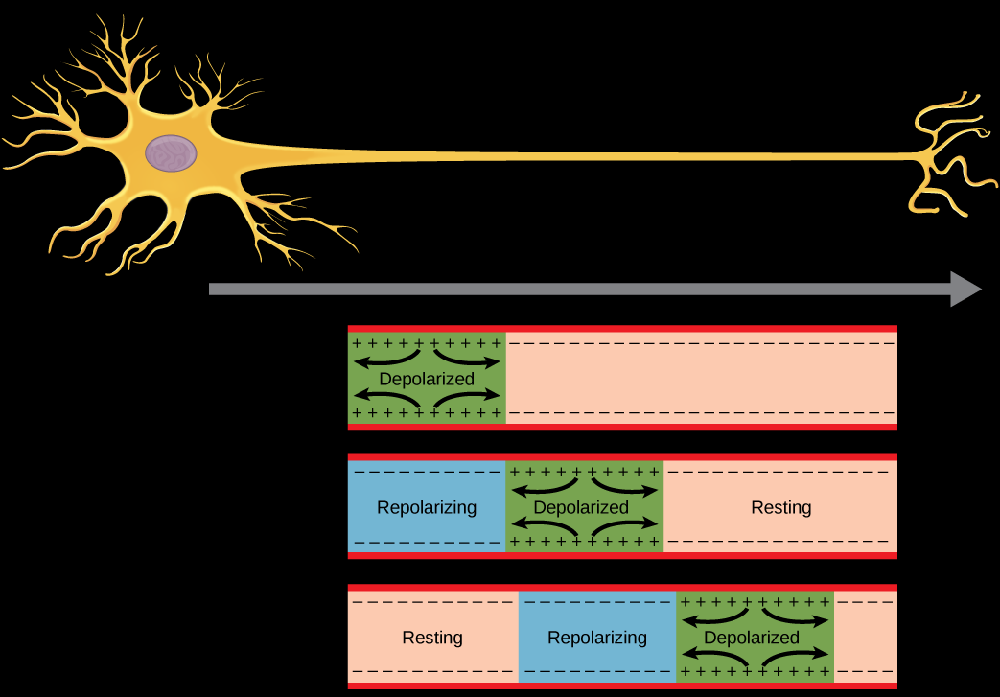 + + + + + + + + + + — — — — — — — — — — — — — — — — — — — — — — — — — —
Depolarized
+ + + + + + + + + + — — — — — — — — — — — — — — — — — — — — — — — — — —
— — — — — — — — — — + + + + + + + + + + — — — — — — — — — — — — — — —
Repolarizing Depolarized Resting
— — — — — — — — — — + + + + + + + + + + — — — — — — — — — — — — — — —
— — — — — — — — — — — — — — — — — — — — — + + + + + + + + + + — — — —
Resting Repolarizing Depolarized
— — — — — — — — — — — — — — — — — — — — — + + + + + + + + + + — — — —